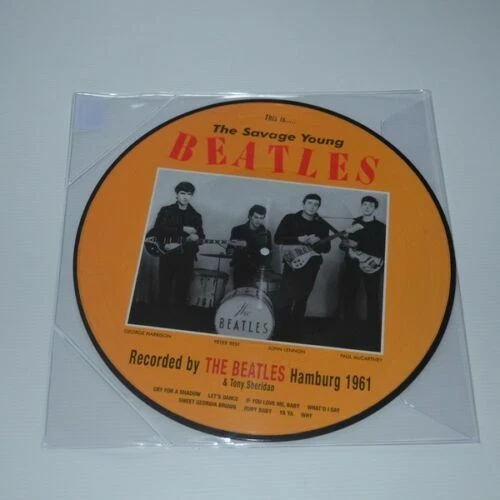 This is....
The Savage Young
BEATLES
The
BEATLES
GEORGE HARRISON PETER BEST JOHN LENNON PAUL McCARTNEY
Recorded by THE BEATLES Hamburg 1961
& Tony Sheridan
CRY FOR A SHADOW LET'S DANCE IF YOU LOVE ME, BABY WHAT'D I SAY
SWEET GEORGIA BROWN RUBY BABY YA YA WHY